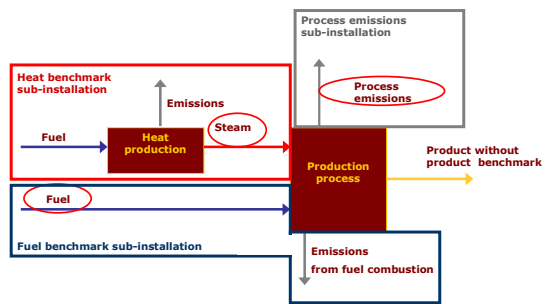 Process emissions
sub-installation
Heat benchmark
sub-installation
Emissions
Process
emissions
Steam
Fuel
Heat
production
Product without
product benchmark
Production
process
Fuel
Fuel benchmark sub-installation
Emissions
from fuel combustion